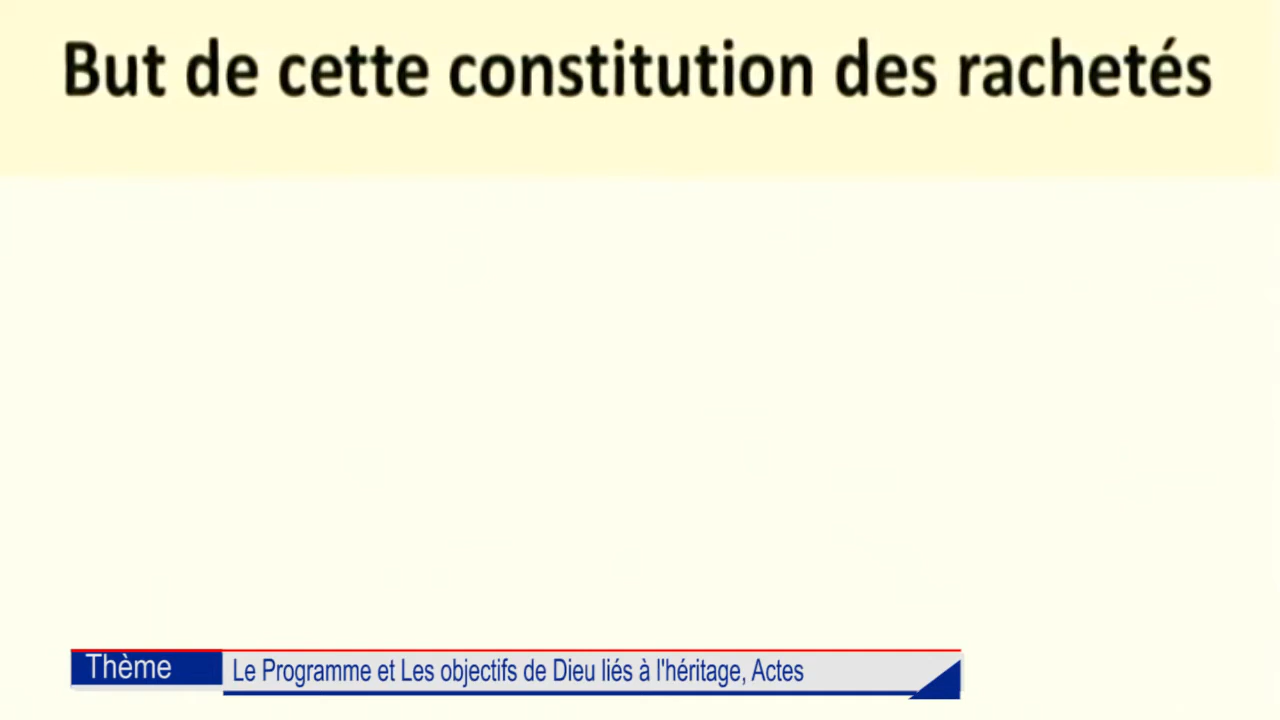 But de cette constitution des rachetés
Thème
Le Programme et Les objectifs de Dieu liés à l'héritage, Actes